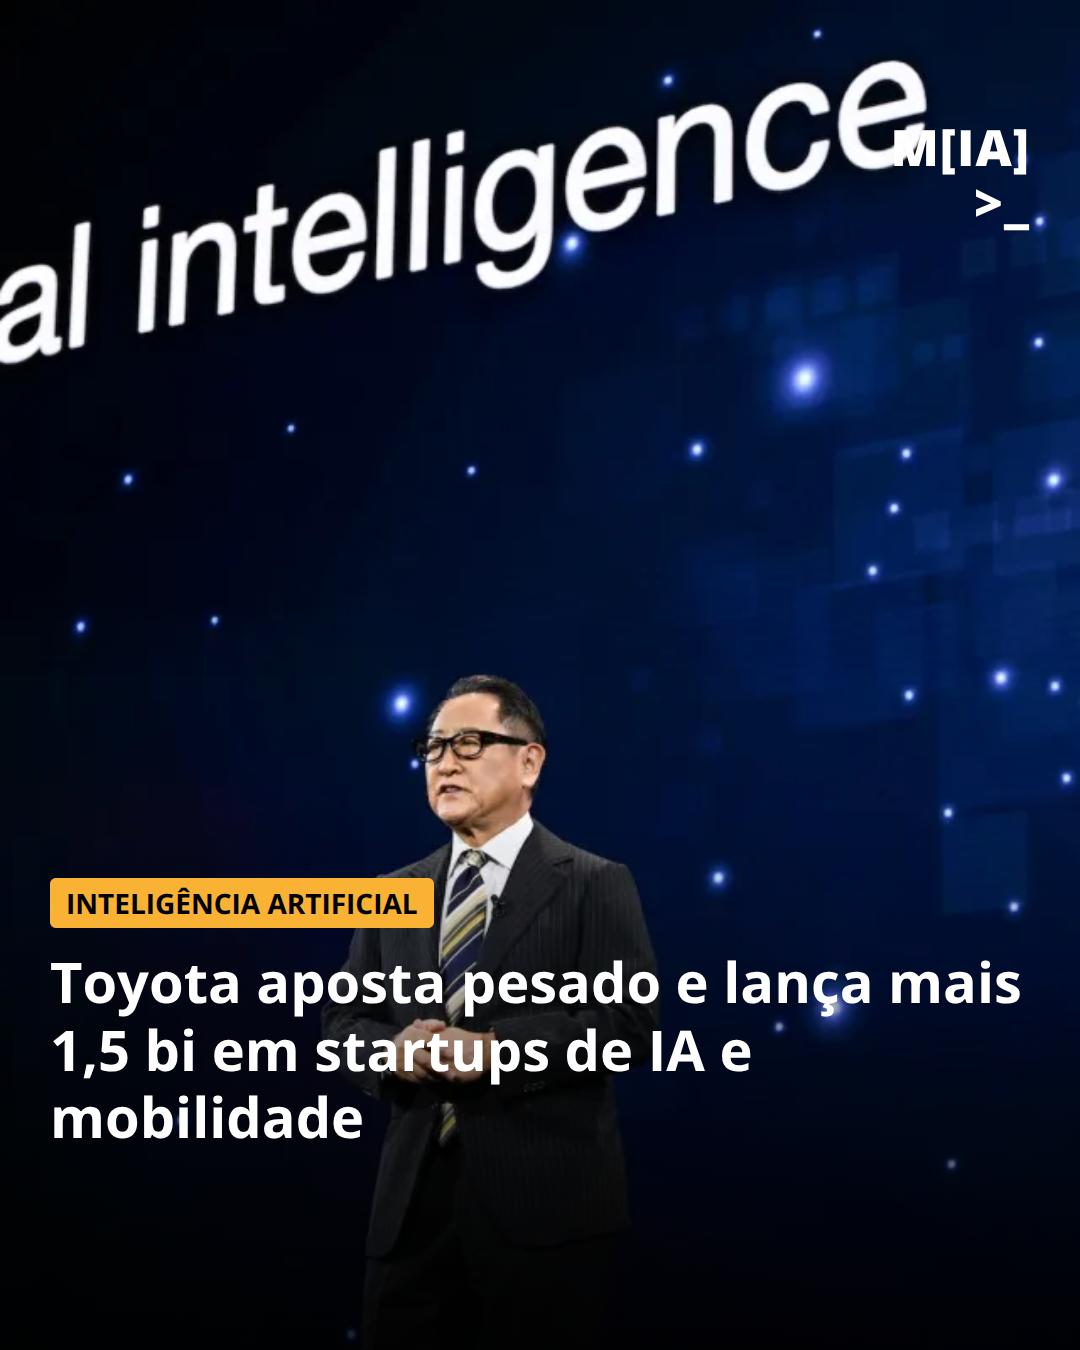 al intelligence
M[IA]
>_
INTELIGÊNCIA ARTIFICIAL
Toyota aposta pesado e lança mais
1,5 bi em startups de IA e
mobilidade